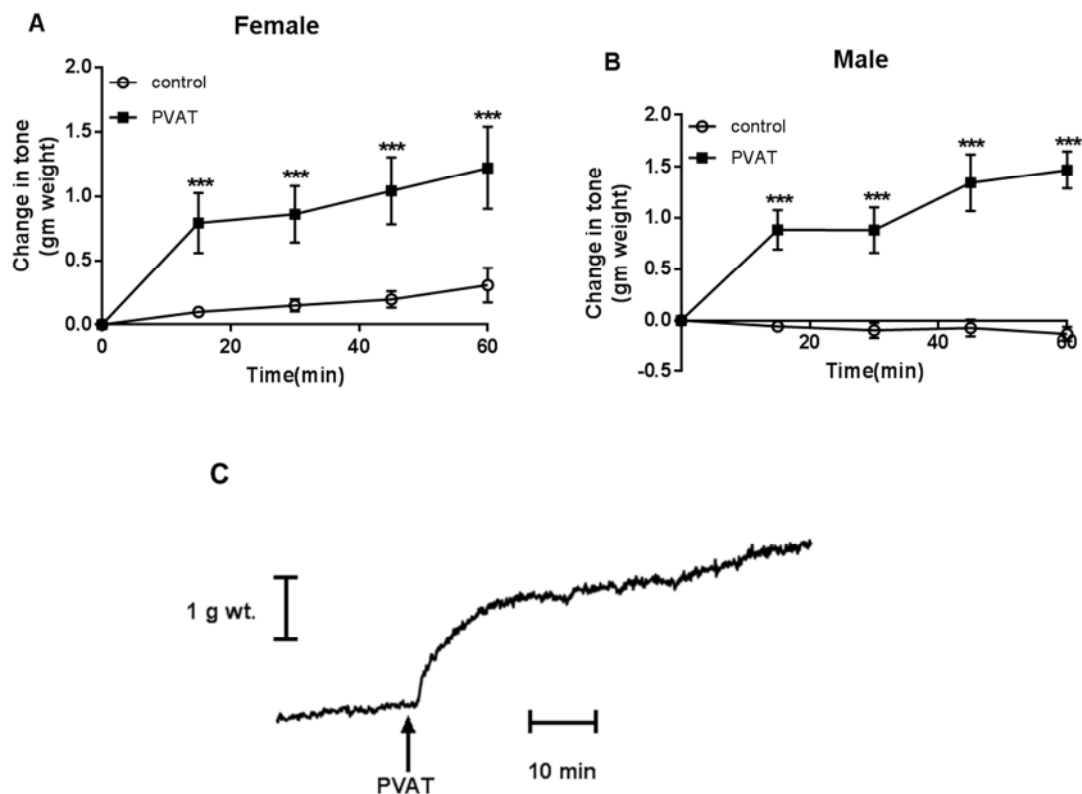 A
Female
2.0
1.5
1.0
0.5
0.0
control
PVAT
***
***
***
***
Change in tone
(gm weight)
0
20
40
60
Time(min)
B
Male
2.0
1.5
1.0
0.5
0.0
-0.5
control
PVAT
***
***
***
***
Change in tone
(gm weight)
20
40
60
Time(min)
C
1 g wt.
PVAT
10 min